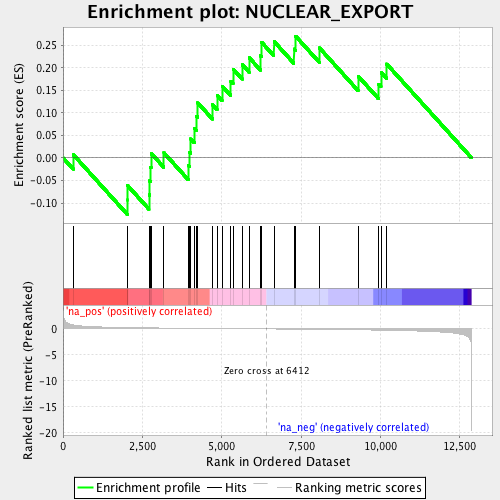 Enrichment plot: NUCLEAR_EXPORT
Enrichment score (ES)
0.25
0.20
0.15
0.10
0.05
0.00
-0.05
-0.10
'na_pos' (positively correlated)
Ranked list metric (PreRanked)
0
-5
-10
-15
-20
Zero cross at 6412
'na_neg' (negatively correlated)
0
2,500
5,000
7,500
10,000
12,500
Rank in Ordered Dataset
Enrichment profile
Hits
Ranking metric scores